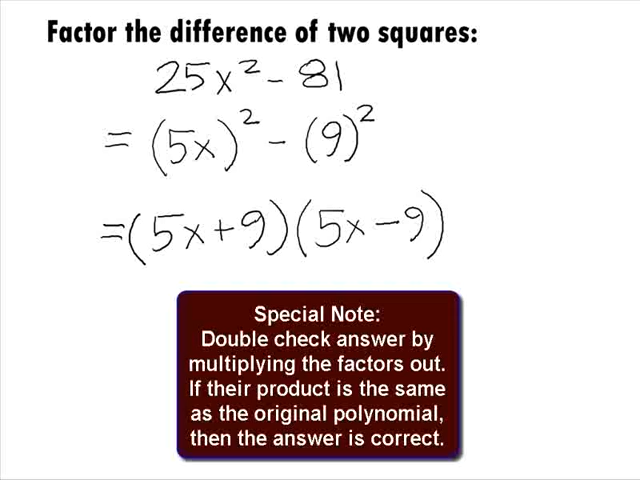 Factor the difference of two squares:
25x² - 81
= (5x)² - (9)²
=(5x+9)(5x-9)
Special Note:
Double check answer by
multiplying the factors out.
If their product is the same
as the original polynomial,
then the answer is correct.